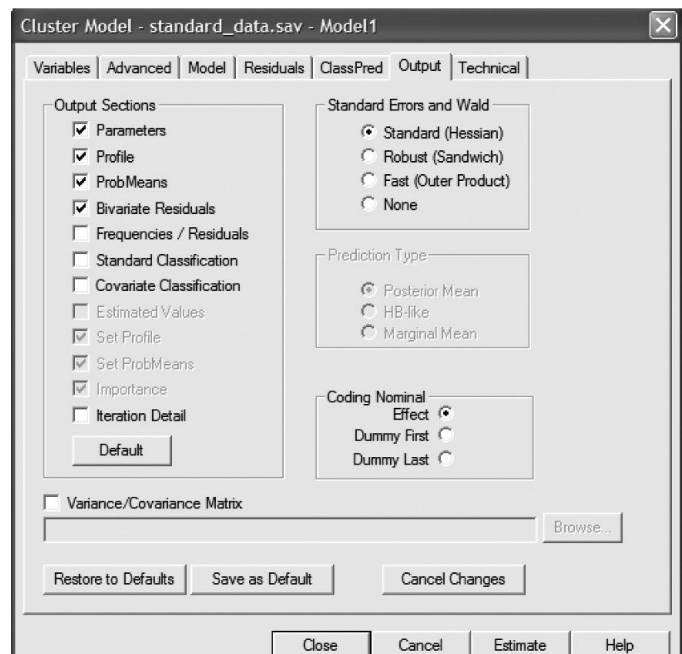 Cluster Model - standard_data.sav - Model1
Variables
Advanced
Model
Residuals
ClassPred
Output
Technical
Output Sections
Parameters
Profile
ProbMeans
Bivariate Residuals
Frequencies / Residuals
Standard Classification
Covariate Classification
Estimated Values
Set Profile
Set ProbMeans
Importance
Iteration Detail
Default
Standard Errors and Wald
Standard (Hessian)
Robust (Sandwich)
Fast (Outer Product)
None
Prediction Type
Posterior Mean
HB-like
Marginal Mean
Coding Nominal
Effect
Dummy First
Dummy Last
Variance/Covariance Matrix
Browse...
Restore to Defaults
Save as Default
Cancel Changes
Close
Cancel
Estimate
Help